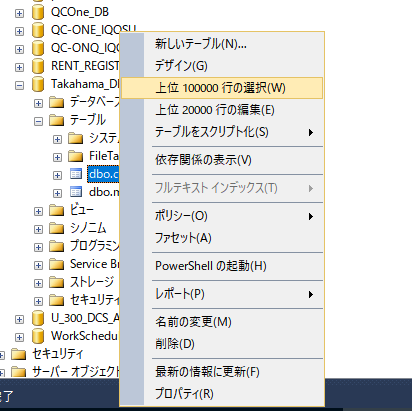 QCOne_DB
QC-ONE_IQOSU
QC-ONQ_IQOS
RENT_REGIST
Takahama_D
データベース
テーブル
システム
FileTa
dbo.c
dbo.m
ビュー
シノニム
プログラミン
Service Br
ストレージ
セキュリティ
U_300_DCS_A
WorkSchedu
セキュリティ
サーバー オブジェクト
完了
新しいテーブル(N)...
デザイン(G)
上位 100000 行の選択(W)
上位 20000 行の編集(E)
テーブルをスクリプト化(S)
依存関係の表示(V)
フルテキスト インデックス(T)
ポリシー(O)
ファセット(A)
PowerShell の起動(H)
レポート(P)
名前の変更(M)
削除(D)
最新の情報に更新(F)
プロパティ(R)